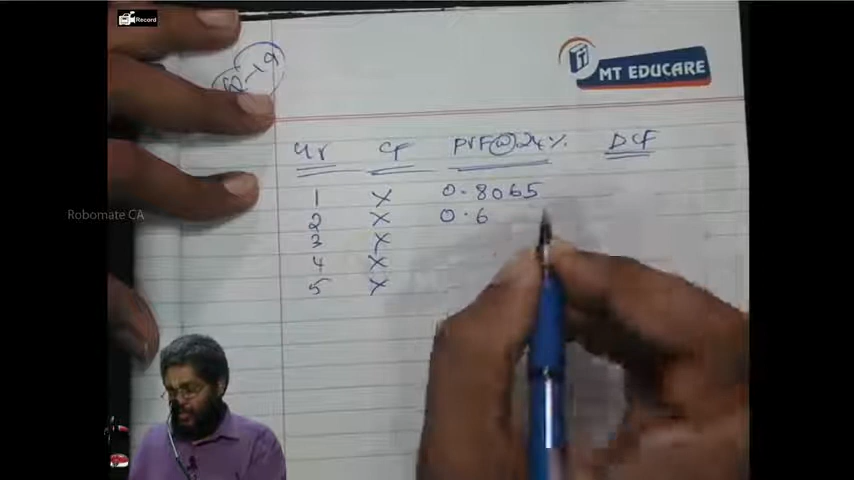 Record
Q-19
MT EDUCARE
Yr CF PVF@24% DCF
Robomate CA
1 X 0.8065
2 X 0.6
3 X
4 X
5 X